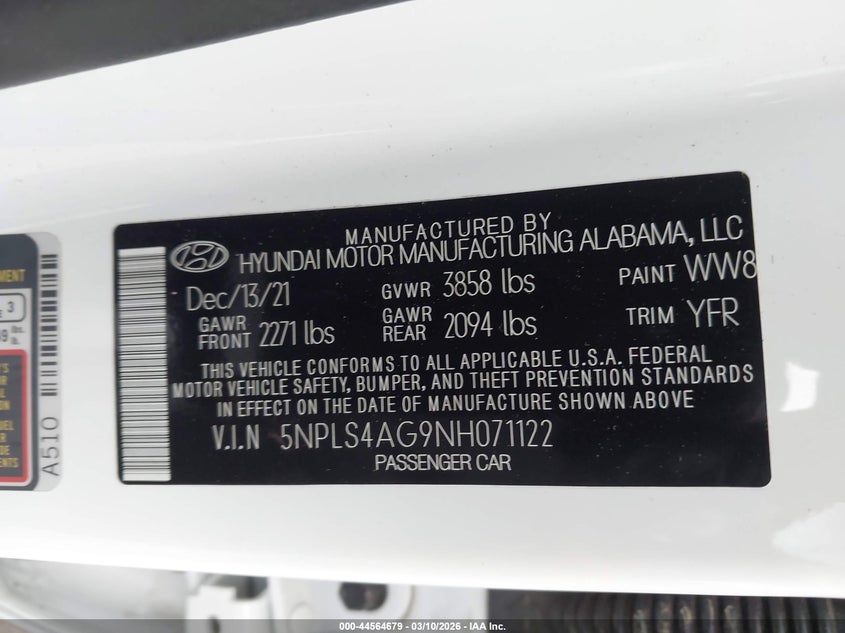 MANUFACTURED BY
HYUNDAI MOTOR MANUFACTURING ALABAMA, LLC
Dec/13/21 GVWR 3858 lbs PAINT WW8
GAWR FRONT 2271 lbs GAWR REAR 2094 lbs TRIM YFR
THIS VEHICLE CONFORMS TO ALL APPLICABLE U.S.A. FEDERAL
MOTOR VEHICLE SAFETY, BUMPER, AND THEFT PREVENTION STANDARDS
IN EFFECT ON THE DATE OF MANUFACTURE SHOWN ABOVE
V.I.N 5NPLS4AG9NH071122
PASSENGER CAR
A510
3
lbs.
000-44564679 - 03/10/2026 - IAA Inc.